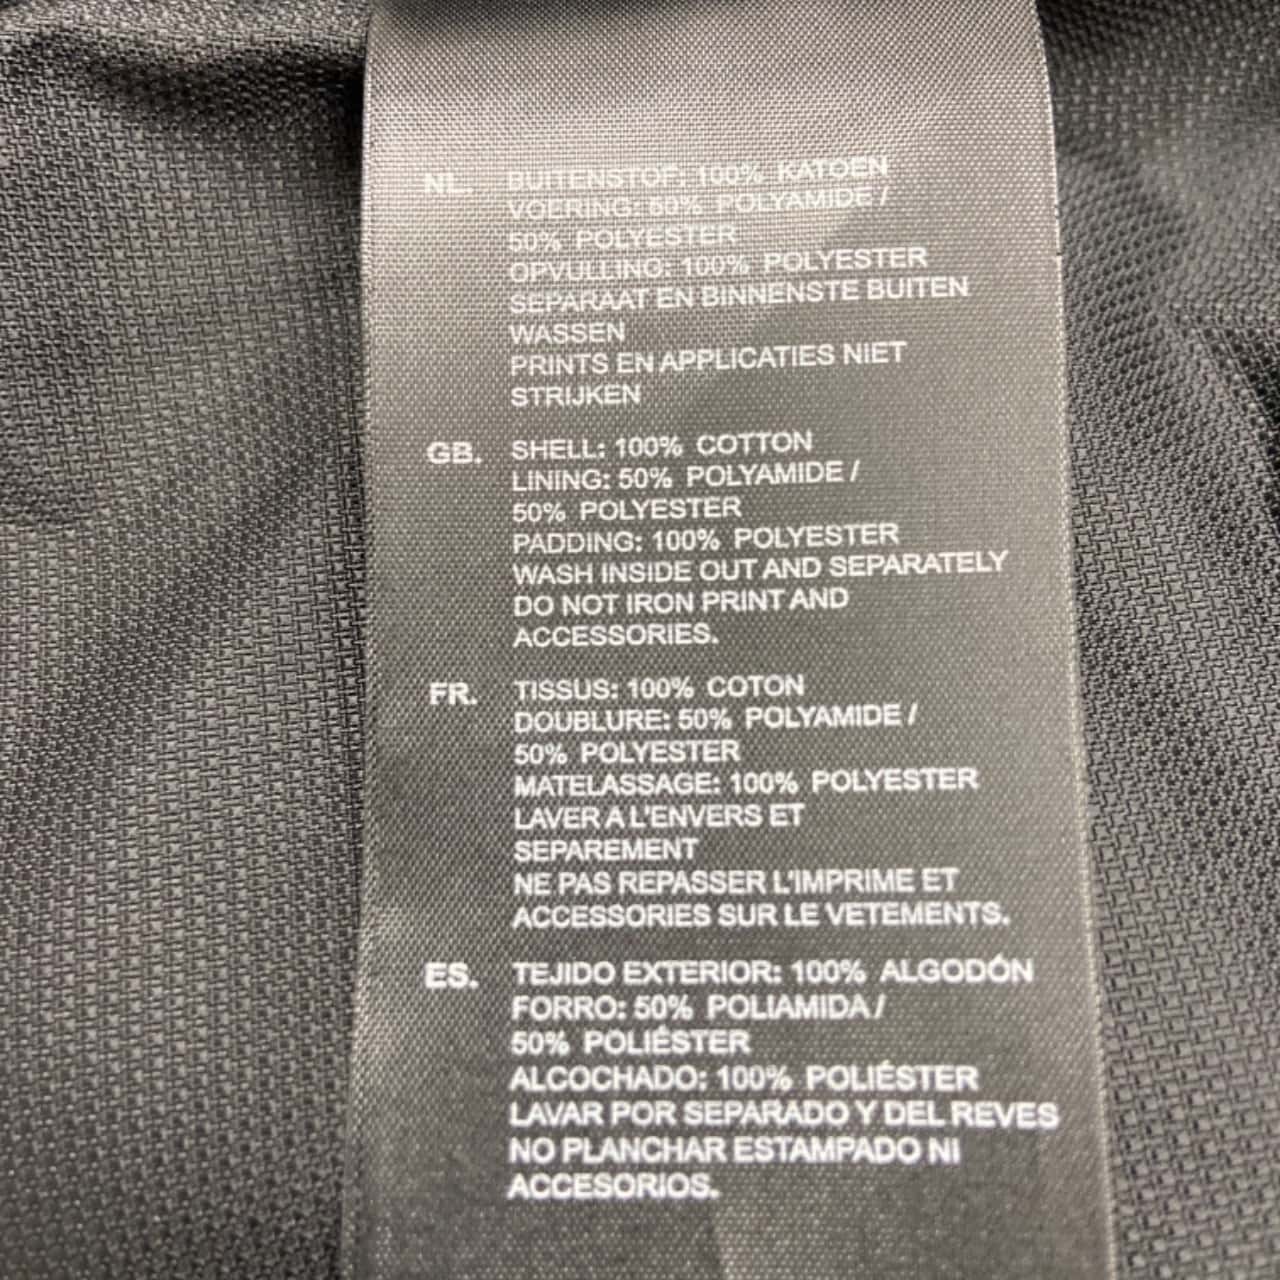 NL. BUITENSTOF: 100% KATOEN
VOERING: 50% POLYAMIDE /
50% POLYESTER
OPVULLING: 100% POLYESTER
SEPARAAT EN BINNENSTE BUITEN
WASSEN
PRINTS EN APPLICATIES NIET
STRIJKEN
GB. SHELL: 100% COTTON
LINING: 50% POLYAMIDE /
50% POLYESTER
PADDING: 100% POLYESTER
WASH INSIDE OUT AND SEPARATELY
DO NOT IRON PRINT AND
ACCESSORIES.
FR. TISSUS: 100% COTON
DOUBLURE: 50% POLYAMIDE /
50% POLYESTER
MATELASSAGE: 100% POLYESTER
LAVER A L'ENVERS ET
SEPAREMENT
NE PAS REPASSER L'IMPRIME ET
ACCESSORIES SUR LE VETEMENTS.
ES. TEJIDO EXTERIOR: 100% ALGODÓN
FORRO: 50% POLIAMIDA /
50% POLIÉSTER
ALCOCHADO: 100% POLIÉSTER
LAVAR POR SEPARADO Y DEL REVES
NO PLANCHAR ESTAMPADO NI
ACCESORIOS.